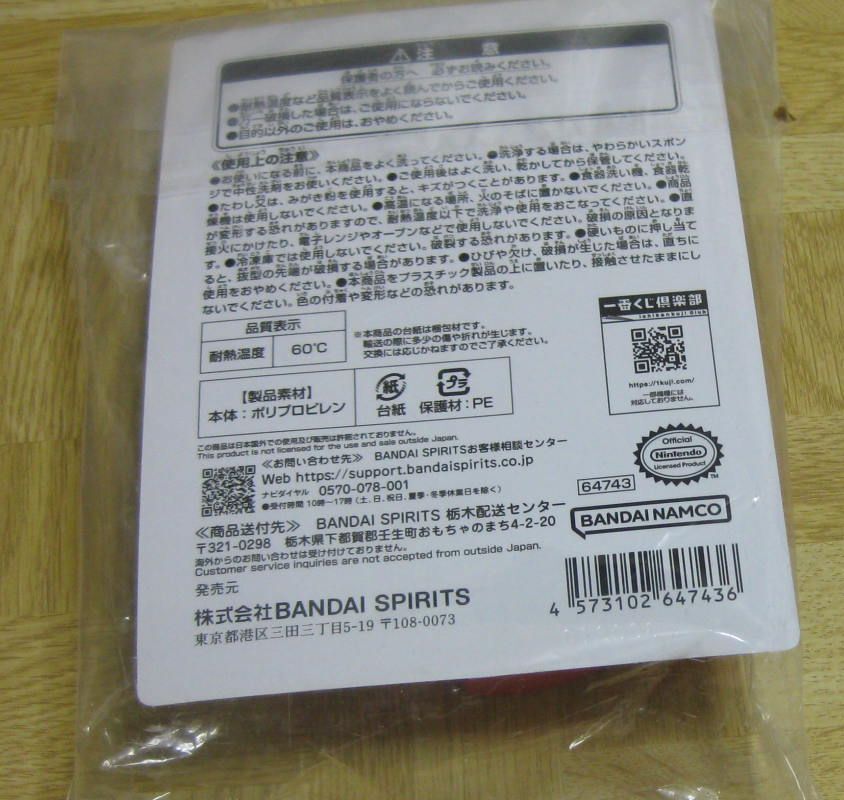 ⚠注 意
保護者の方へ 必ずお読みください。
●耐熱温度など品質表示をよく読んでからご使用ください。
●万一破損した場合は、ご使用にならないでください。
●目的以外のご使用は、おやめください。
《使用上の注意》
●お使いになる前に、本商品をよく洗ってください。●洗浄する場合は、やわらかいスポン
ジで中性洗剤をお使いください。●ご使用後はよく洗い、乾かしてから保管してください。
●たわし又は、みがき粉を使用すると、キズがつくことがあります。●食器洗い機、食器乾
燥機は使用しないでください。●高温になる場所、火のそばに置かないでください。●商品
が変形する恐れがありますので、耐熱温度以下で洗浄や使用をおこなってください。●直
接火にかけたり、電子レンジやオーブンなどで使用しないでください。破損の原因となりま
す。●冷凍庫では使用しないでください。破裂する恐れがあります。●硬いものに押し当て
ると、抜型の先端が破損する場合があります。●ひびや欠け、破損が生じた場合は、直ちに
使用をおやめください。●本商品をプラスチック製品の上に置いたり、接触させたままにし
ないでください。色の付着や変形などの恐れがあります。
品質表示
耐熱温度 60℃
※本商品の台紙は梱包材です。
輸送の際に多少の傷や折れが生じます。
交換には応じかねますのでご了承ください。
一番くじ倶楽部
Ichibankuji Club
https://1kuji.com/
一部機種には
対応しておりません。
【製品素材】
本体：ポリプロピレン
紙 プラ
台紙 保護材：PE
この商品は日本国外での使用及び販売は許諾されておりません。
This product is not licensed for the use and sale outside Japan.
≪お問い合わせ先≫ BANDAI SPIRITSお客様相談センター
Web https://support.bandaispirits.co.jp
ナビダイヤル 0570-078-001
●受付時間 10時～17時（土、日、祝日、夏季・冬季休業日を除く）
Official
Nintendo
Licensed Product
TM
64743
BANDAI NAMCO
≪商品送付先≫ BANDAI SPIRITS 栃木配送センター
〒321-0298 栃木県下都賀郡壬生町おもちゃのまち4-2-20
海外からのお問い合わせは受け付けておりません。
Customer service inquiries are not accepted from outside Japan.
発売元
株式会社BANDAI SPIRITS
東京都港区三田三丁目5-19 〒108-0073
4 573102 647436